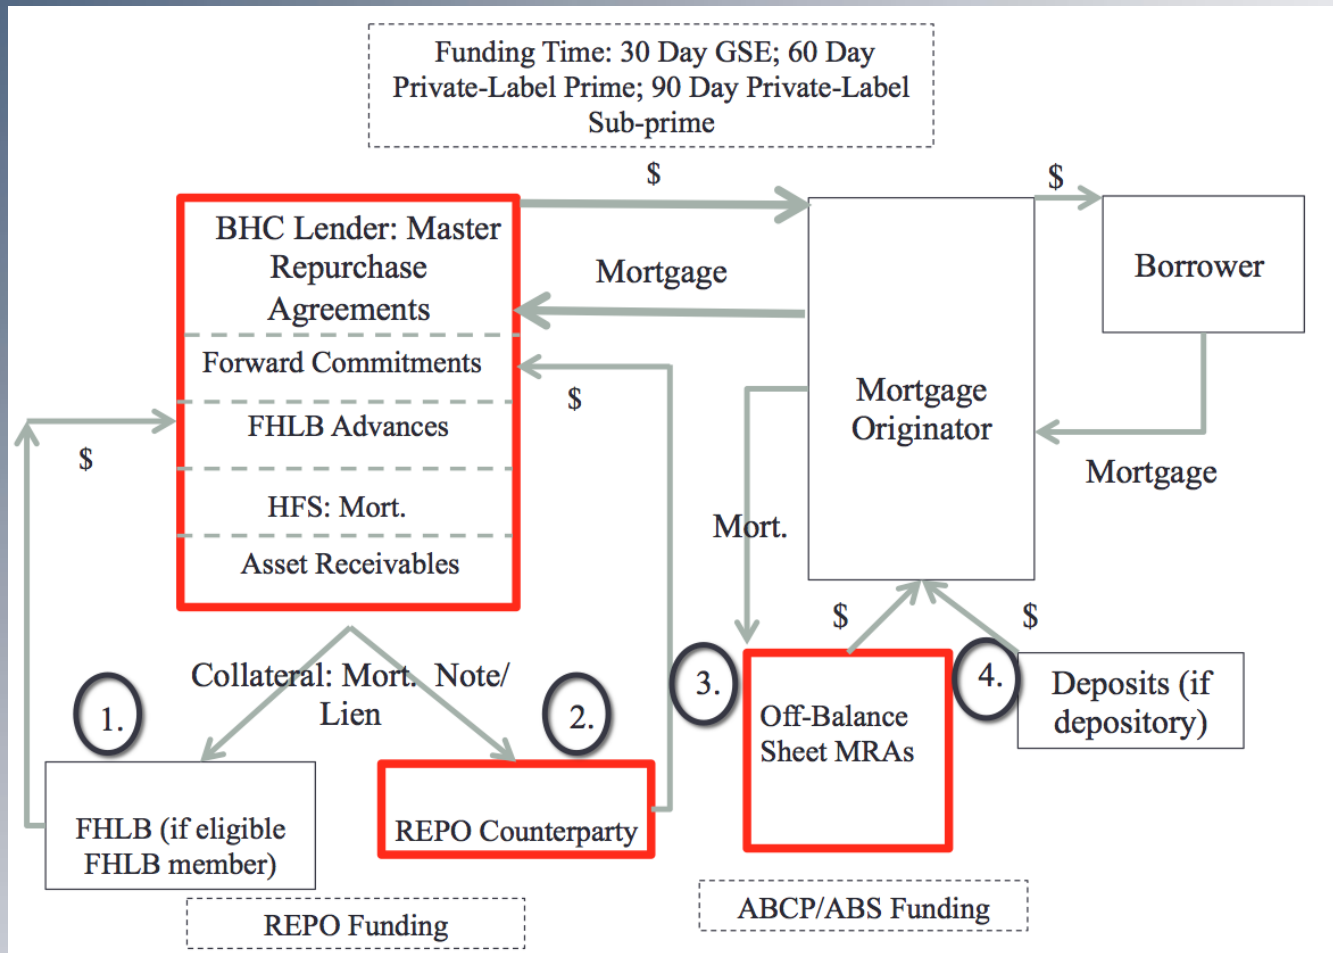 Funding Time: 30 Day GSE; 60 Day
Private-Label Prime; 90 Day Private-Label
Sub-prime
$
$
BHC Lender: Master
Repurchase
Agreements
Mortgage
Borrower
Forward Commitments
$
Mortgage
Originator
FHLB Advances
$
Mortgage
HFS: Mort.
Mort.
Asset Receivables
$
$
Collateral: Mort. Note/
Lien
1.
2.
3.
4.
Deposits (if
depository)
Off-Balance
Sheet MRAs
FHLB (if eligible
FHLB member)
REPO Counterparty
REPO Funding
ABCP/ABS Funding